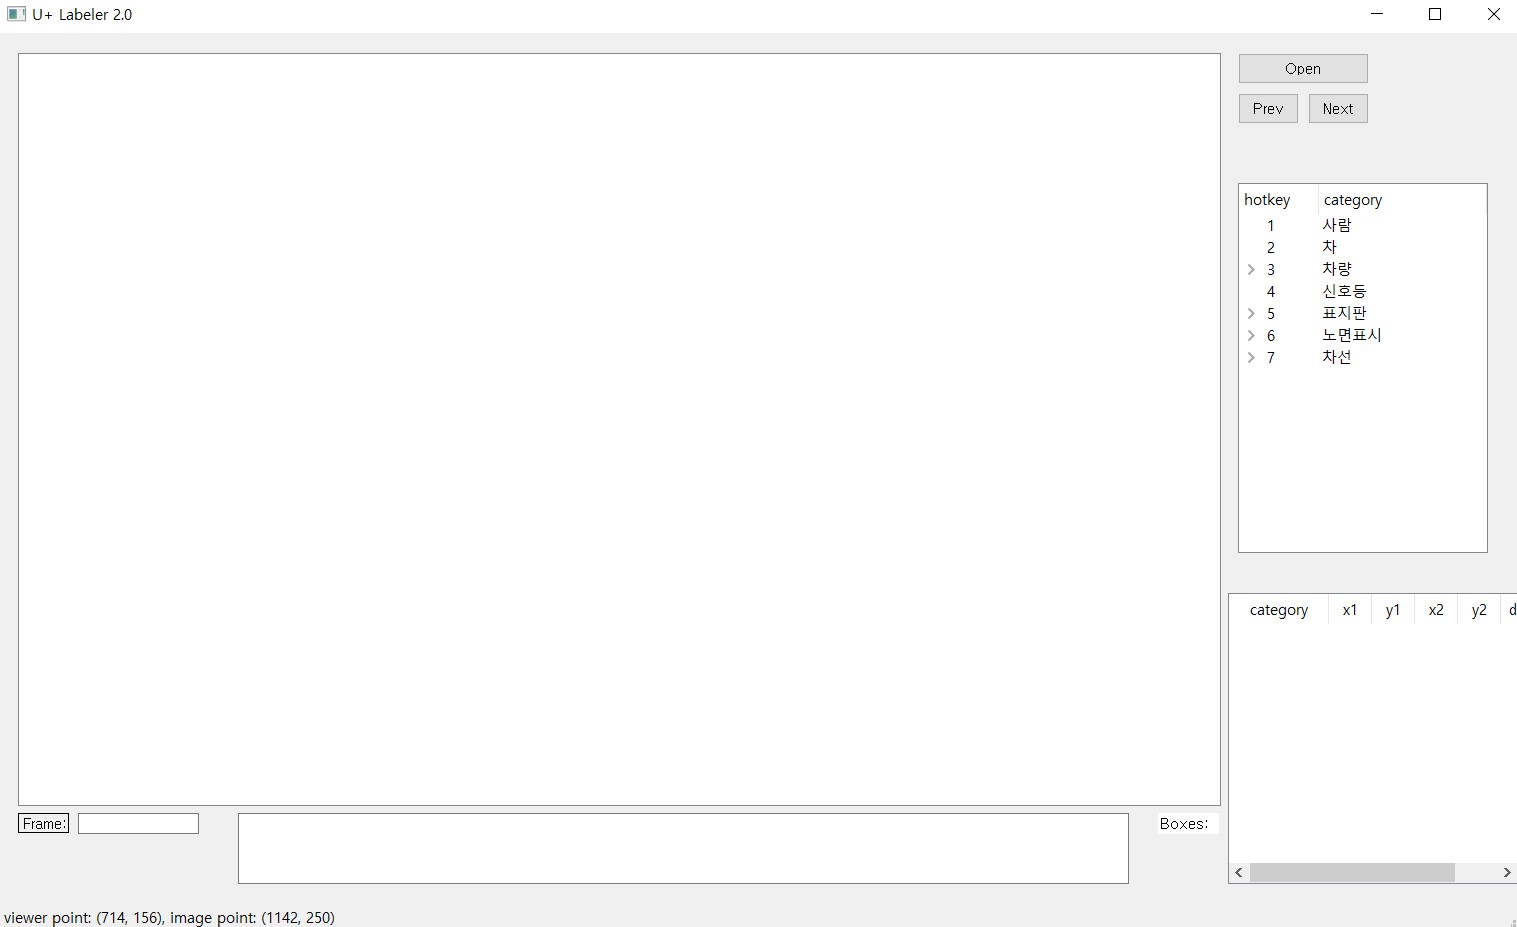 U+ Labeler 2.0
Open
Prev Next
hotkey category
1 사람
2 차
3 차량
4 신호등
5 표지판
6 노면표시
7 차선
category x1 y1 x2 y2 d
Frame: Boxes:
viewer point: (714, 156), image point: (1142, 250)